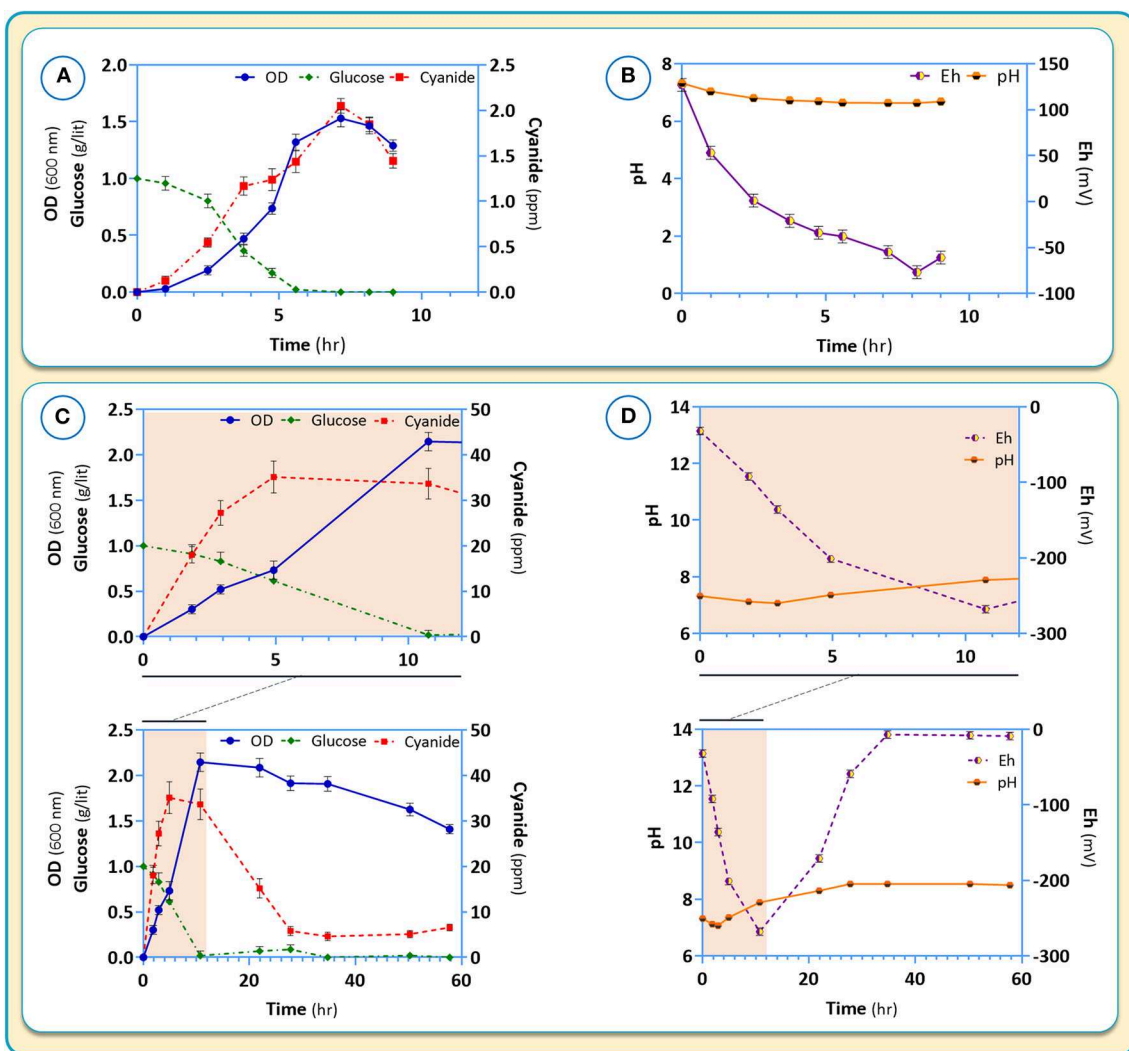 A
OD Glucose Cyanide
2.0
1.5
1.0
0.5
0.0
OD (600 nm)
Glucose (g/lit)
2.5
2.0
1.5
1.0
0.5
0.0
Cyanide (ppm)
0 5 10
Time (hr)
B
Eh pH
8
6
4
2
0
pH
150
100
50
0
-50
-100
Eh (mV)
0 5 10
Time (hr)
C
OD Glucose Cyanide
2.5
2.0
1.5
1.0
0.5
0.0
OD (600 nm)
Glucose (g/lit)
50
40
30
20
10
0
Cyanide (ppm)
0 5 10
OD Glucose Cyanide
2.5
2.0
1.5
1.0
0.5
0.0
OD (600 nm)
Glucose (g/lit)
50
40
30
20
10
0
Cyanide (ppm)
0 20 40 60
Time (hr)
D
Eh
pH
14
12
10
8
6
pH
0
-100
-200
-300
Eh (mV)
0 5 10
Eh
pH
14
12
10
8
6
pH
0
-100
-200
-300
Eh (mV)
0 20 40 60
Time (hr)